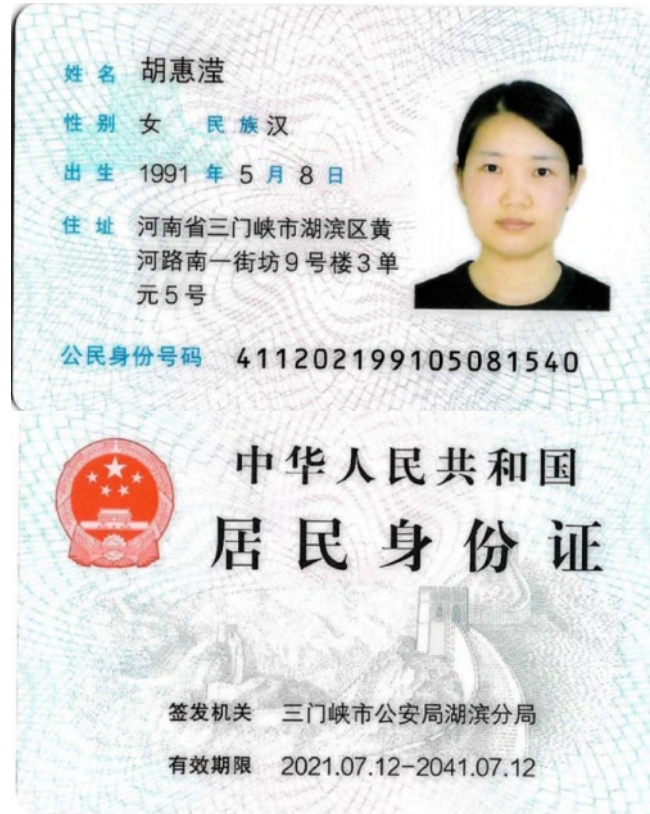 姓名 胡惠滢
性别 女 民族 汉
出生 1991 年 5 月 8 日
住址 河南省三门峡市湖滨区黄
河路南一街坊9号楼3单
元5号
公民身份号码 411202199105081540
中华人民共和国
居民身份证
签发机关 三门峡市公安局湖滨分局
有效期限 2021.07.12-2041.07.12